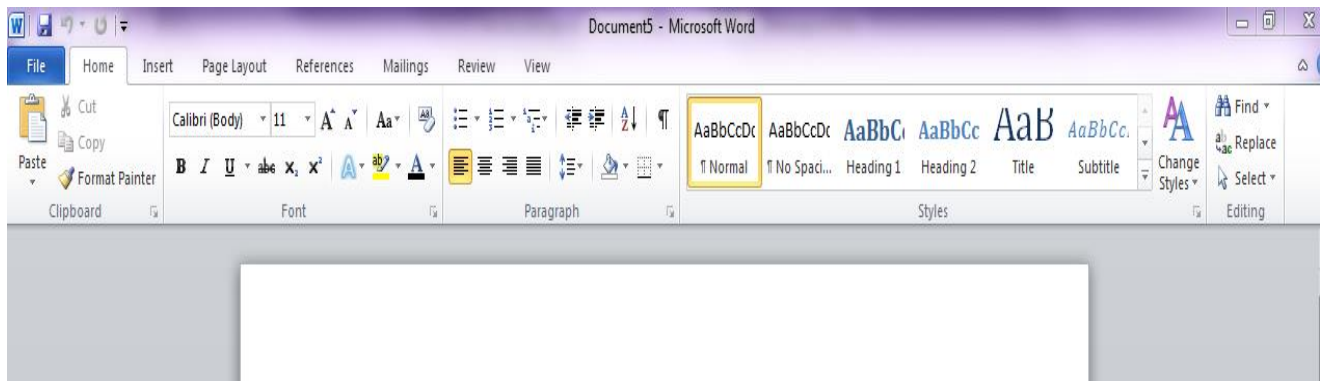 W
Document5 - Microsoft Word
File Home Insert Page Layout References Mailings Review View
Paste
Cut
Copy
Format Painter
Clipboard
Calibri (Body) 11 A A Aa
B I U abc X₂ X² A ab A
Font
A Z ¶
Paragraph
AaBbCcDc AaBbCcDc AaBbC AaBbCc AaB AaBbCc.
¶ Normal ¶ No Spaci... Heading 1 Heading 2 Title Subtitle
Change
Styles
Styles
Find
Replace
Select
Editing